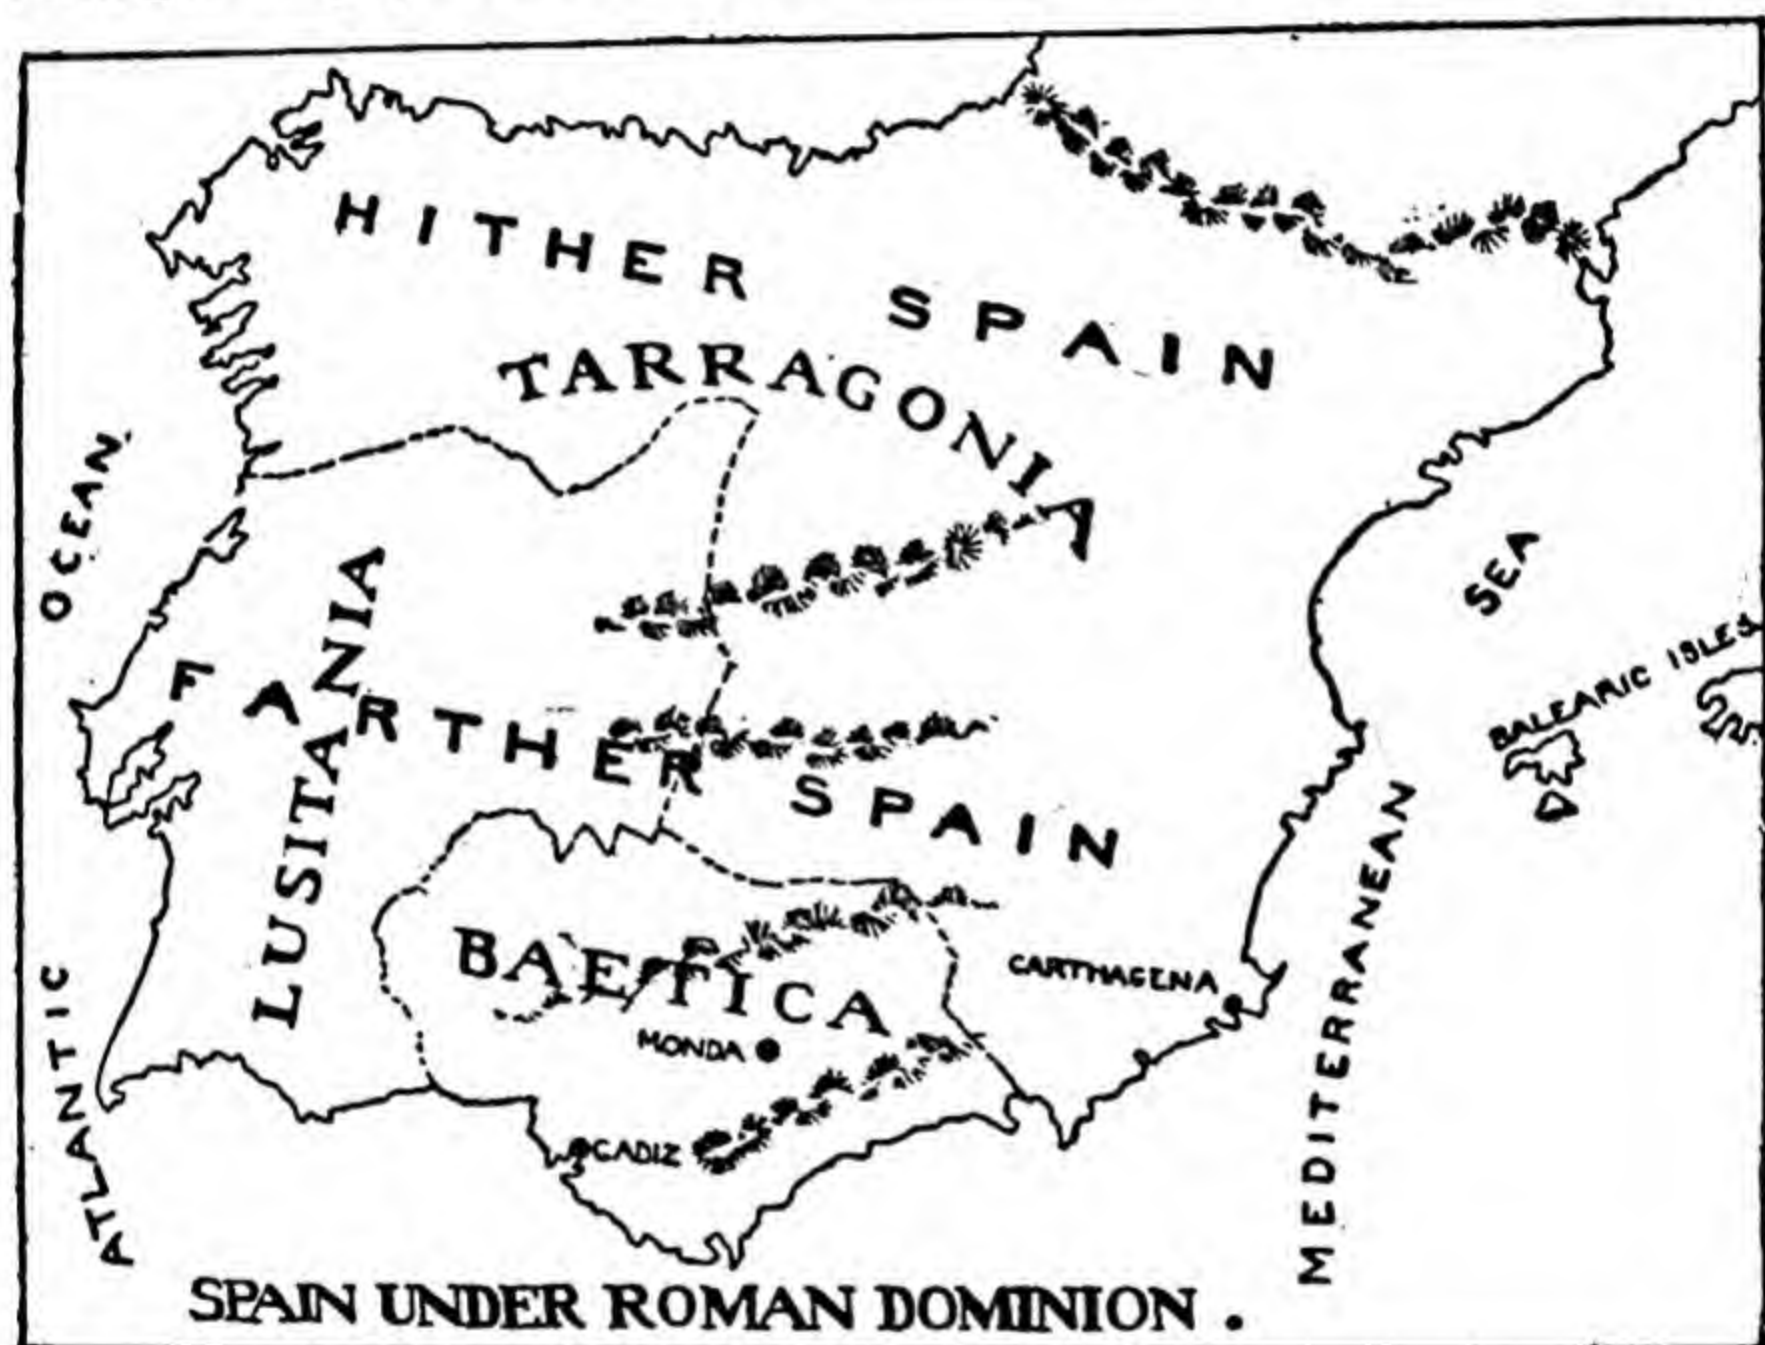 HITHER SPAIN
TARRAGONIA
OCEAN
SEA
BALEARIC ISLES
LUSITANIA
FARTHER SPAIN
BAETICA
CARTHAGENA
MONDA
CADIZ
ATLANTIC
MEDITERRANEAN
SPAIN UNDER ROMAN DOMINION.